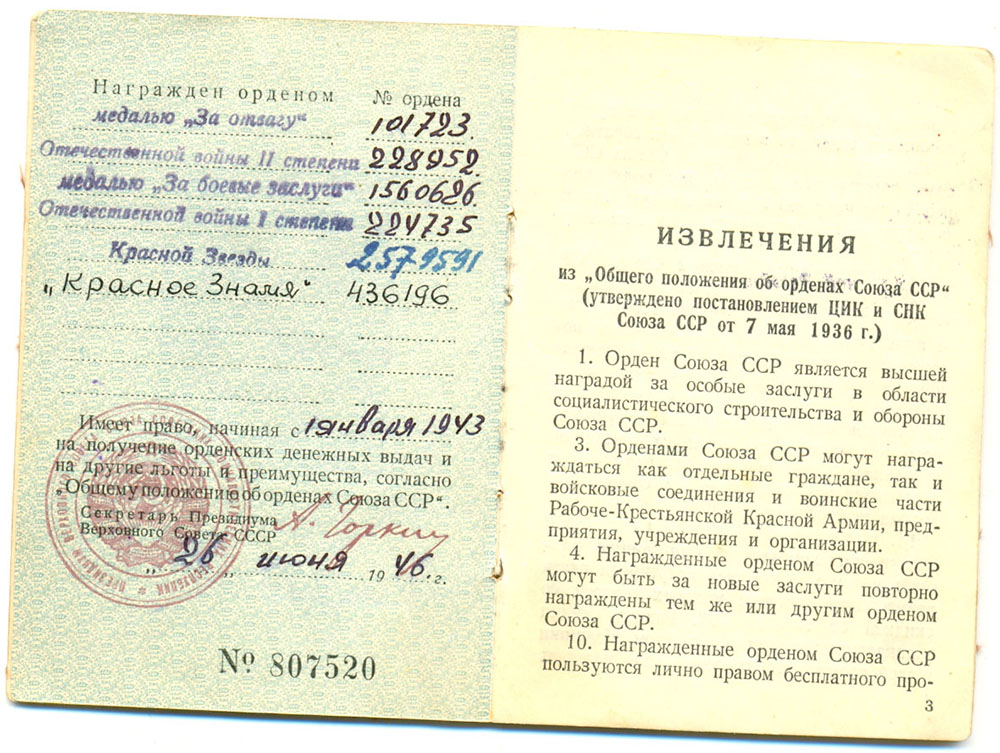 Награжден орденом № ордена
медалью „За отвагу“ 101723.
Отечественной войны II степени 228952.
медалью „За боевые заслуги“ 1560626.
Отечественной войны I степени 224735
Красной Звезды 2579591
„Красное Знамя“ 436196
Имеет право, начиная с 1 января 1943
на получение орденских денежных выдач и
на другие льготы и преимущества, согласно
„Общему положению об орденах Союза ССР“.
Секретарь Президиума А. Горкин
Верховного Совета СССР
„26„ июня 1946.г.
№ 807520
ИЗВЛЕЧЕНИЯ
из „Общего положения об орденах Союза ССР“
(утверждено постановлением ЦИК и СНК
Союза ССР от 7 мая 1936 г.)
1. Орден Союза ССР является высшей
наградой за особые заслуги в области
социалистического строительства и обороны
Союза ССР.
3. Орденами Союза ССР могут награ-
ждаться как отдельные граждане, так и
войсковые соединения и воинские части
Рабоче-Крестьянской Красной Армии, пред-
приятия, учреждения и организации.
4. Награжденные орденом Союза ССР
могут быть за новые заслуги повторно
награждены тем же или другим орденом
Союза ССР.
10. Награжденные орденом Союза ССР
пользуются лично правом бесплатного про-
3